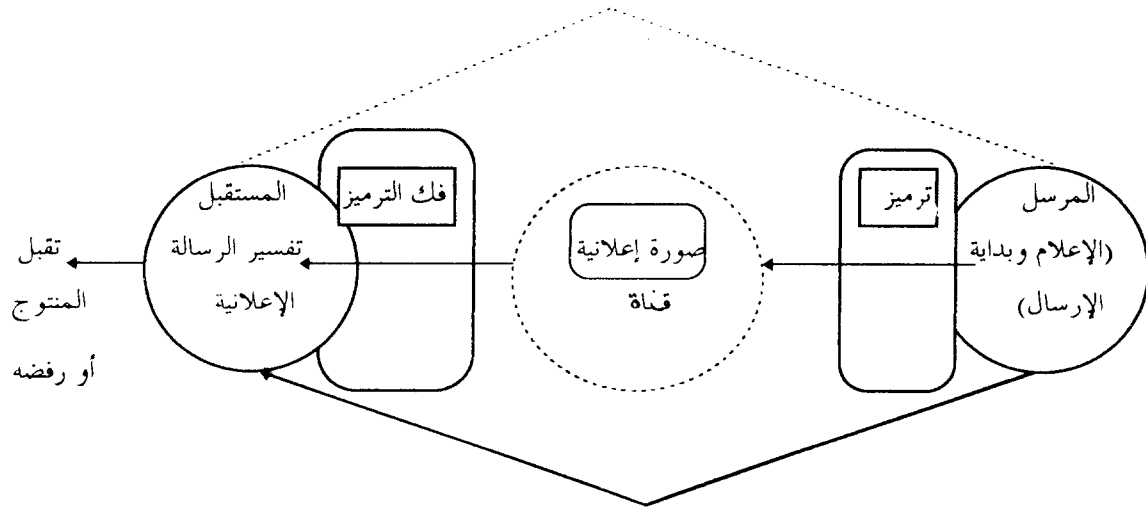 المرسل
(الإعلام وبداية
الإرسال)
ترميز
صورة إعلانية
قناة
فك الترميز
المستقبل
تفسير الرسالة
الإعلانية
تقبل
المنتوج
أو رفضه